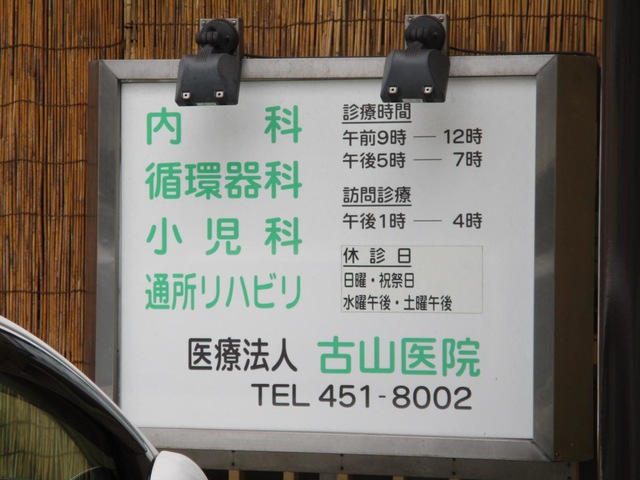 内科
循環器科
小児科
通所リハビリ
診療時間
午前9時 — 12時
午後5時 — 7時
訪問診療
午後1時 — 4時
休診日
日曜・祝祭日
水曜午後・土曜午後
医療法人 古山医院
TEL 451-8002